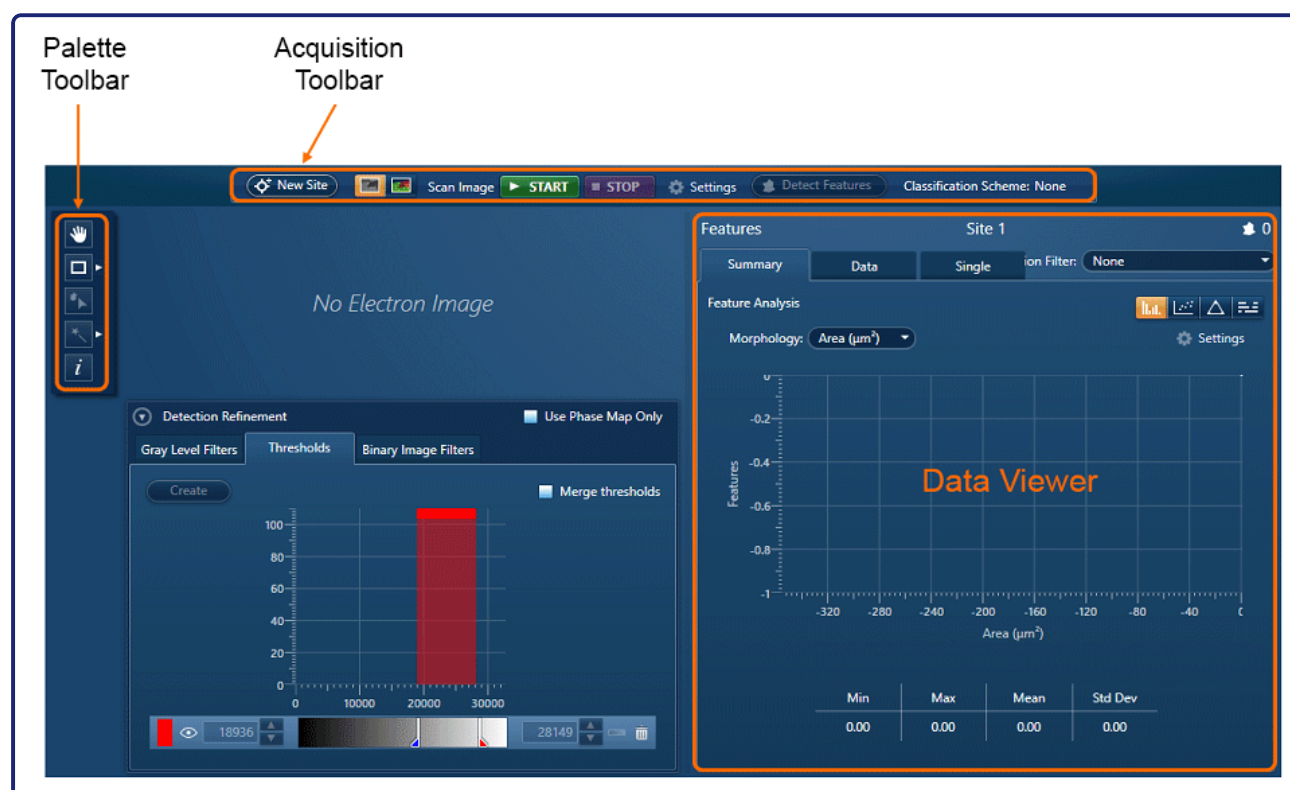 Palette
Toolbar
Acquisition
Toolbar
New Site
Scan Image
START
STOP
Settings
Detect Features
Classification Scheme: None
No Electron Image
Features
Site 1
0
Summary
Data
Single
ion Filter:
None
Feature Analysis
Morphology:
Area (µm²)
Settings
0
-0.2
-0.4
-0.6
-0.8
-1
Features
Data Viewer
-320 -280 -240 -200 -160 -120 -80 -40
Area (µm²)
Min Max Mean Std Dev
0.00 0.00 0.00 0.00
i
Detection Refinement
Use Phase Map Only
Gray Level Filters
Thresholds
Binary Image Filters
Create
Merge thresholds
100
80
60
40
20
0
0 10000 20000 30000
18936
28149